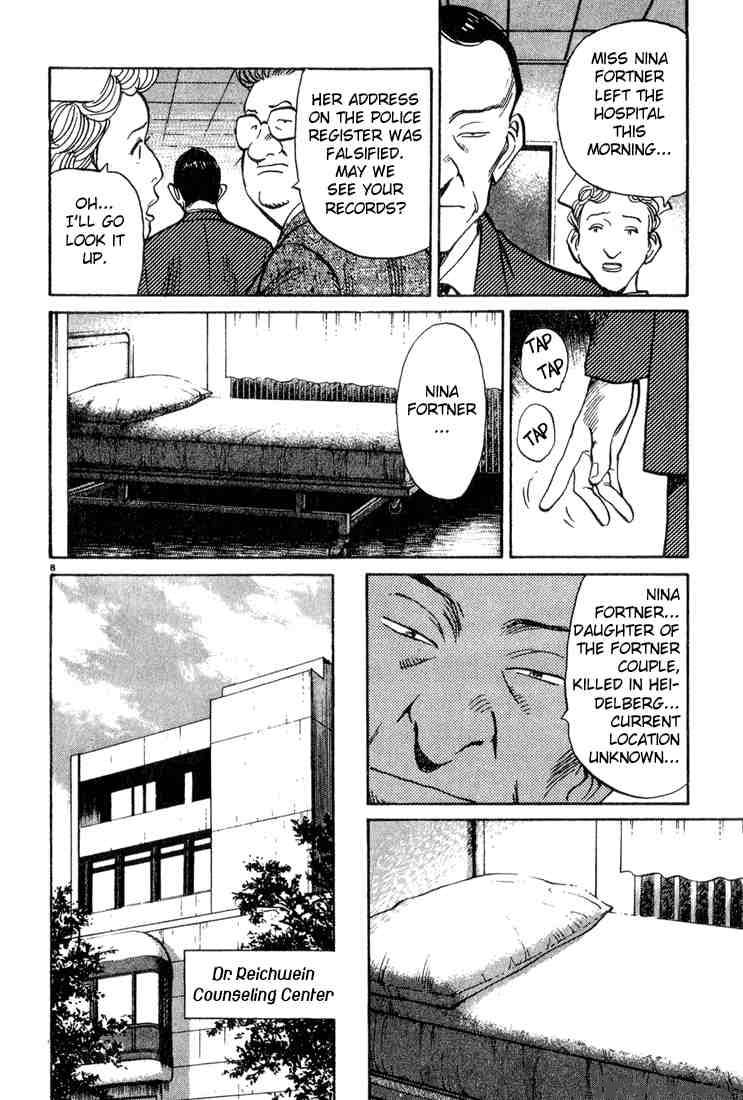 MISS NINA
FORTNER
LEFT THE
HOSPITAL
THIS
MORNING...
HER ADDRESS
ON THE POLICE
REGISTER WAS
FALSIFIED.
MAY WE
SEE YOUR
RECORDS?
OH...
I'LL GO
LOOK IT
UP.
TAP
TAP
TAP
NINA
FORTNER
...
NINA
FORTNER...
DAUGHTER OF
THE FORTNER
COUPLE,
KILLED IN HEI-
DELBERG...
CURRENT
LOCATION
UNKNOWN...
8
Dr. Reichwein
Counseling Center